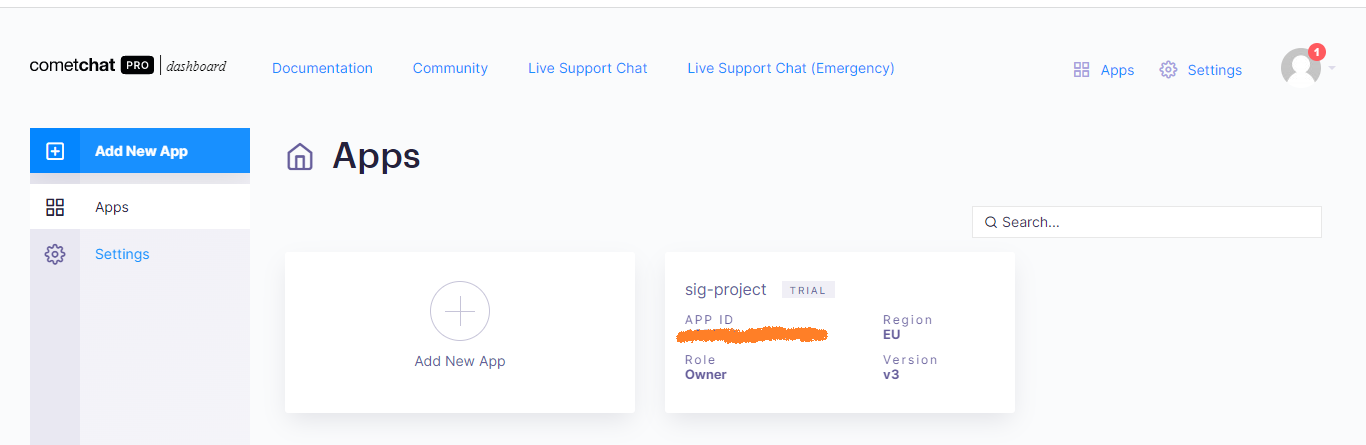 cometchat PRO | dashboard
Documentation
Community
Live Support Chat
Live Support Chat (Emergency)
Apps
Settings
1
Add New App
Apps
Settings
Apps
Search...
Add New App
sig-project TRIAL
APP ID
Region
EU
Role
Owner
Version
v3